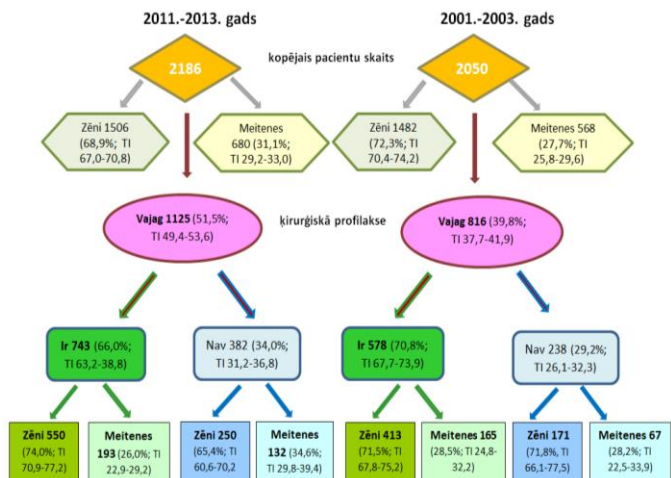 2011.-2013. gads
2001.-2003. gads
kopējais pacientu skaits
2186
2050
Zēni 1506
(68,9%; TI
67,0-70,8)
Meitenes
680 (31,1%;
TI 29,2-33,0)
Zēni 1482
(72,3%; TI
70,4-74,2)
Meitenes 568
(27,7%; TI
25,8-29,6)
Vajag 1125 (51,5%;
TI 49,4-53,6)
ķirurģiskā profilakse
Vajag 816 (39,8%;
TI 37,7-41,9)
Ir 743 (66,0%;
TI 63,2-38,8)
Nav 382 (34,0%;
TI 31,2-36,8)
Ir 578 (70,8%;
TI 67,7-73,9)
Nav 238 (29,2%;
TI 26,1-32,3)
Zēni 550
(74,0%; TI
70,9-77,2)
Meitenes
193 (26,0%; TI
22,9-29,2)
Zēni 250
(65,4%; TI
60,6-70,2
Meitenes
132 (34,6%;
TI 29,8-39,4)
Zēni 413
(71,5%; TI
67,8-75,2)
Meitenes 165
(28,5%; TI 24,8-
32,2)
Zēni 171
(71,8%; TI
66,1-77,5)
Meitenes 67
(28,2%; TI
22,5-33,9)